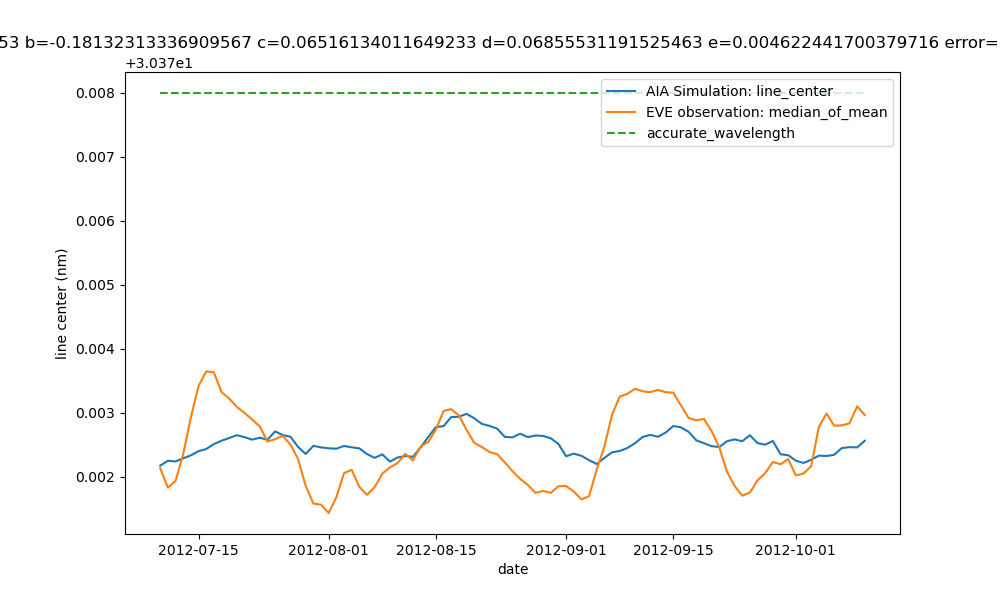 53 b=-0.18132313336909567 c=0.06516134011649233 d=0.06855531191525463 e=0.004622441700379716 error=
+3.037e1
0.008
0.007
0.006
0.005
0.004
0.003
0.002
line center (nm)
AIA Simulation: line_center
EVE observation: median_of_mean
accurate_wavelength
2012-07-15
2012-08-01
2012-08-15
2012-09-01
2012-09-15
2012-10-01
date